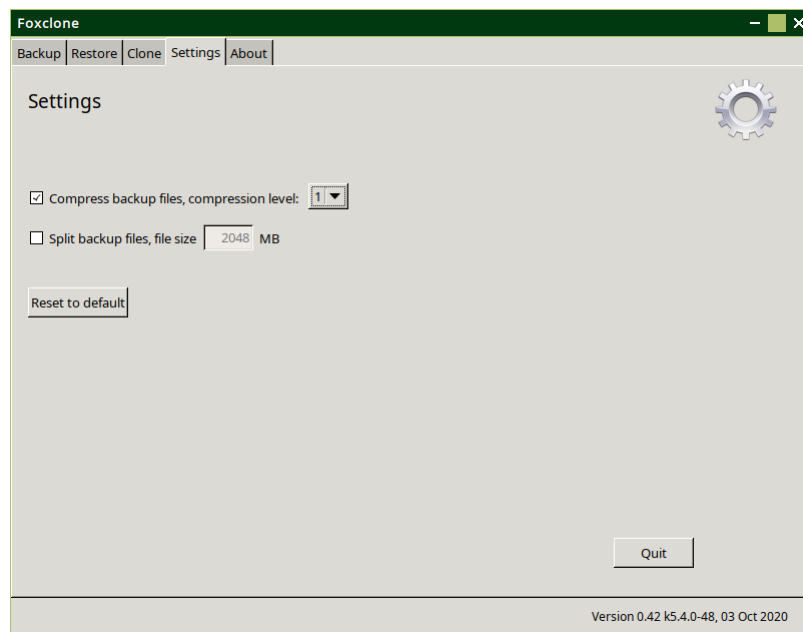 Foxclone
Backup Restore Clone Settings About
Settings
Compress backup files, compression level: 1
Split backup files, file size 2048 MB
Reset to default
Quit
Version 0.42 k5.4.0-48, 03 Oct 2020